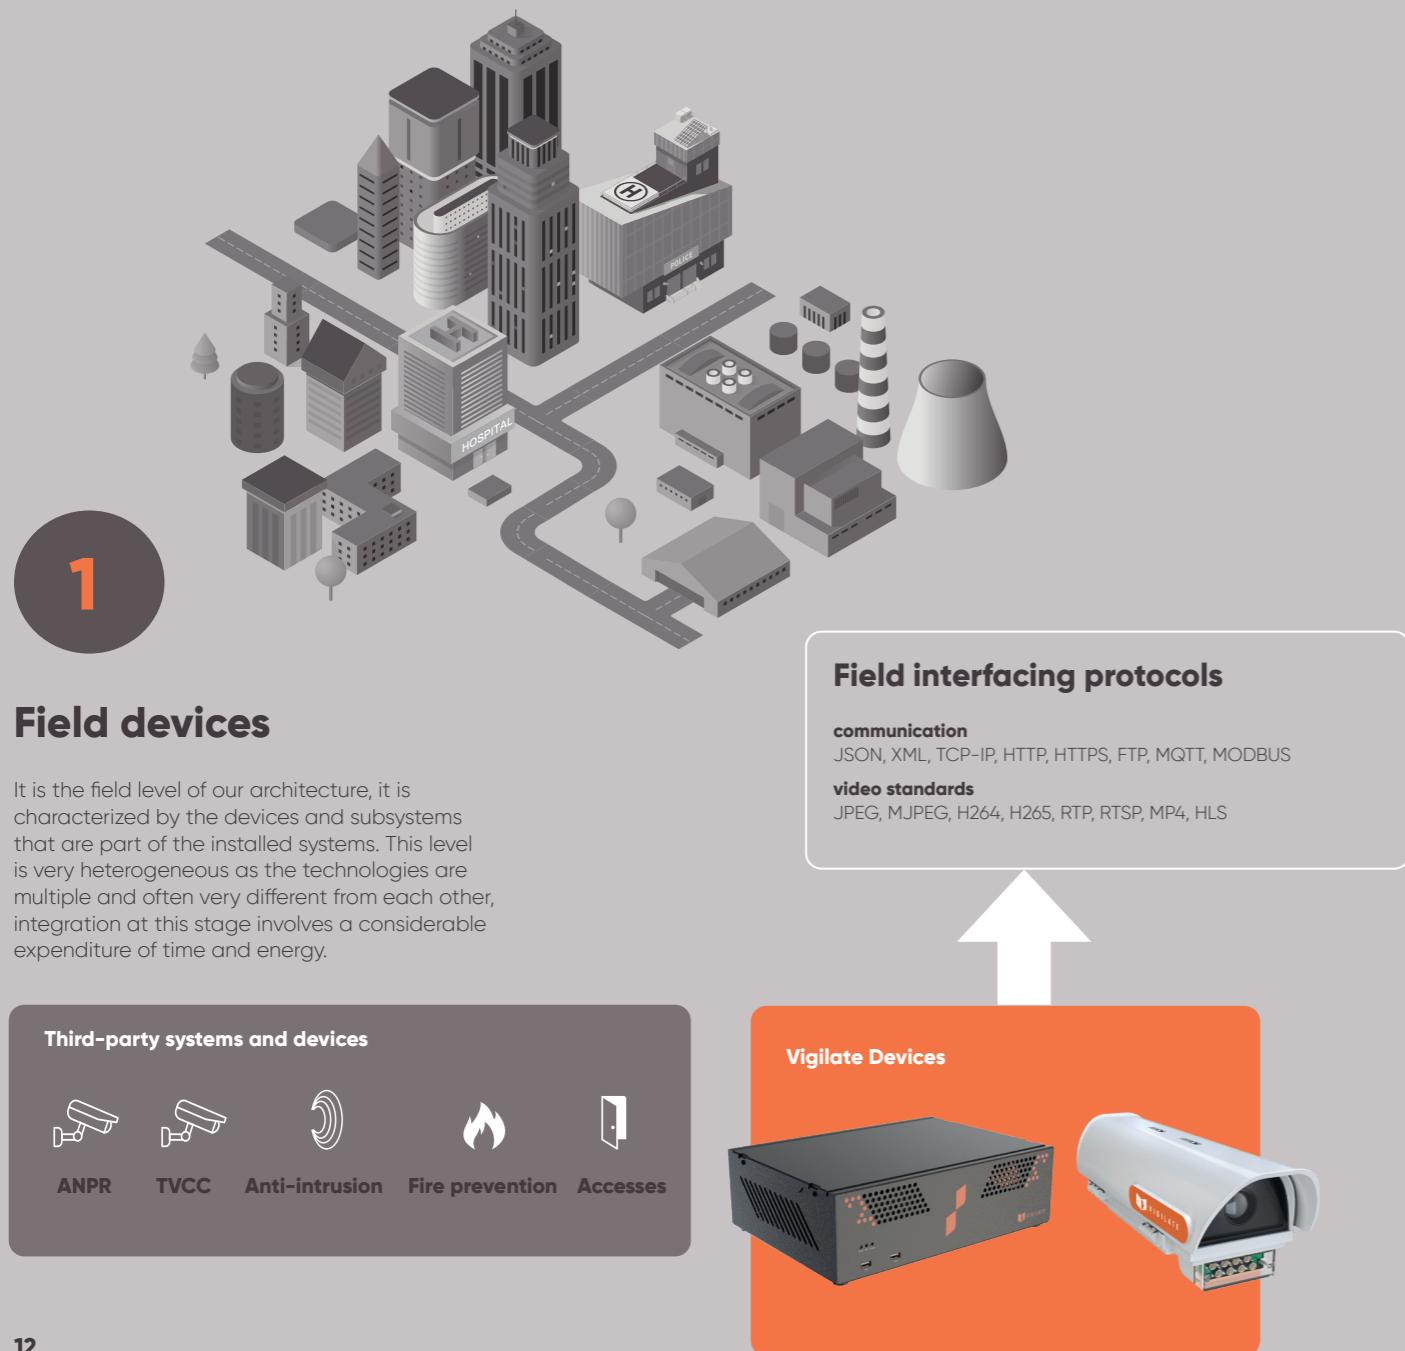 H
POLICE
HOSPITAL
1
Field devices
It is the field level of our architecture, it is
characterized by the devices and subsystems
that are part of the installed systems. This level
is very heterogeneous as the technologies are
multiple and often very different from each other,
integration at this stage involves a considerable
expenditure of time and energy.
Field interfacing protocols
communication
JSON, XML, TCP-IP, HTTP, HTTPS, FTP, MQTT, MODBUS
video standards
JPEG, MJPEG, H264, H265, RTP, RTSP, MP4, HLS
Third-party systems and devices
ANPR
TVCC
Anti-intrusion
Fire prevention
Accesses
Vigilate Devices
VIGILATE
VIGILATE
12